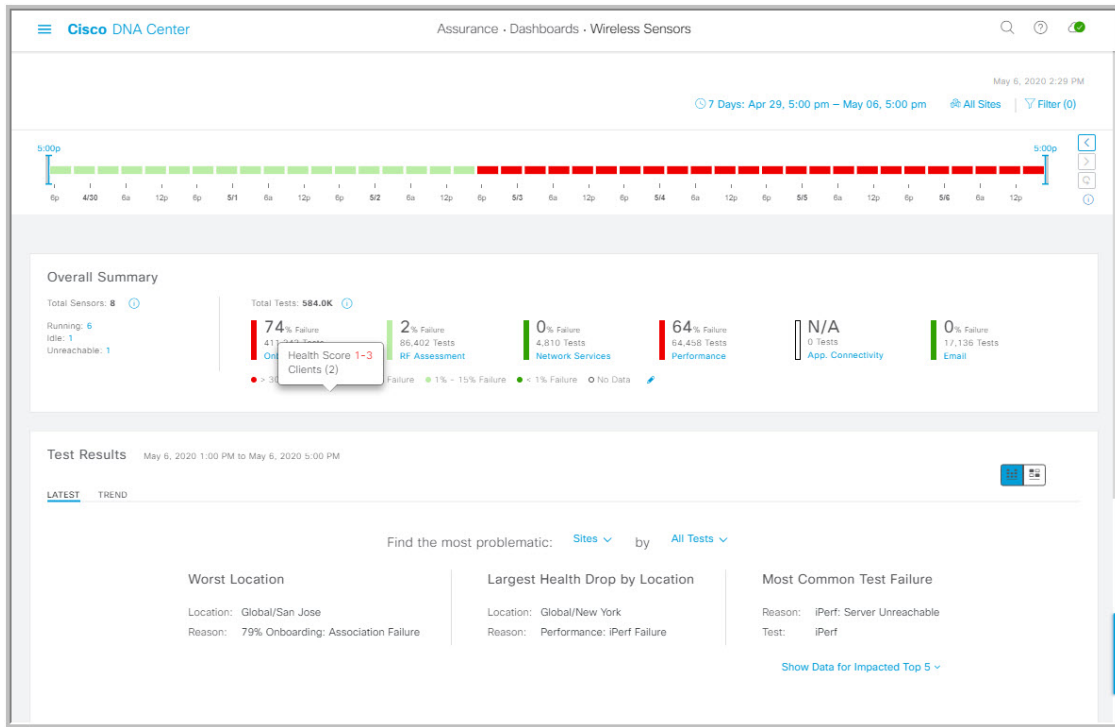 Cisco DNA Center
Assurance · Dashboards · Wireless Sensors
May 6, 2020 2:29 PM
7 Days: Apr 29, 5:00 pm – May 06, 5:00 pm All Sites Filter (0)
5:00p 5:00p
6p 4/30 6a 12p 6p 5/1 6a 12p 6p 5/2 6a 12p 6p 5/3 6a 12p 6p 5/4 6a 12p 6p 5/5 6a 12p 6p 5/6 6a 12p
Overall Summary
Total Sensors: 8
Running: 6
Idle: 1
Unreachable: 1
Total Tests: 584.0K
74% Failure
Health Score 1-3
Clients (2)
2% Failure
86,402 Tests
RF Assessment
0% Failure
4,810 Tests
Network Services
64% Failure
64,458 Tests
Performance
N/A
0 Tests
App. Connectivity
0% Failure
17,136 Tests
Email
Failure 1% - 15% Failure < 1% Failure No Data
Test Results May 6, 2020 1:00 PM to May 6, 2020 5:00 PM
LATEST TREND
Find the most problematic: Sites by All Tests
Worst Location
Location: Global/San Jose
Reason: 79% Onboarding: Association Failure
Largest Health Drop by Location
Location: Global/New York
Reason: Performance: iPerf Failure
Most Common Test Failure
Reason: iPerf: Server Unreachable
Test: iPerf
Show Data for Impacted Top 5